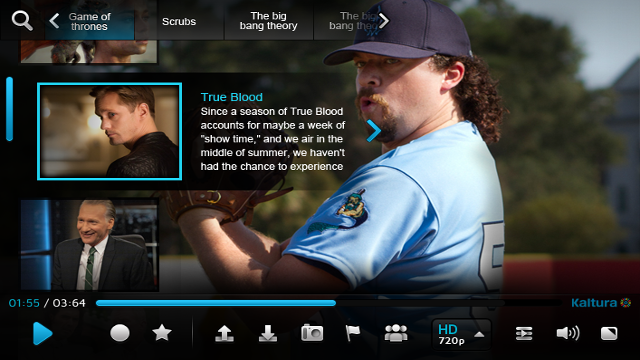 Game of
thrones
Scrubs
The big
bang theory
The big
bang theory
True Blood
Since a season of True Blood
accounts for maybe a week of
"show time," and we air in the
middle of summer, we haven't
had the chance to experience
01:55 / 03:64
Kaltura
HD
720p